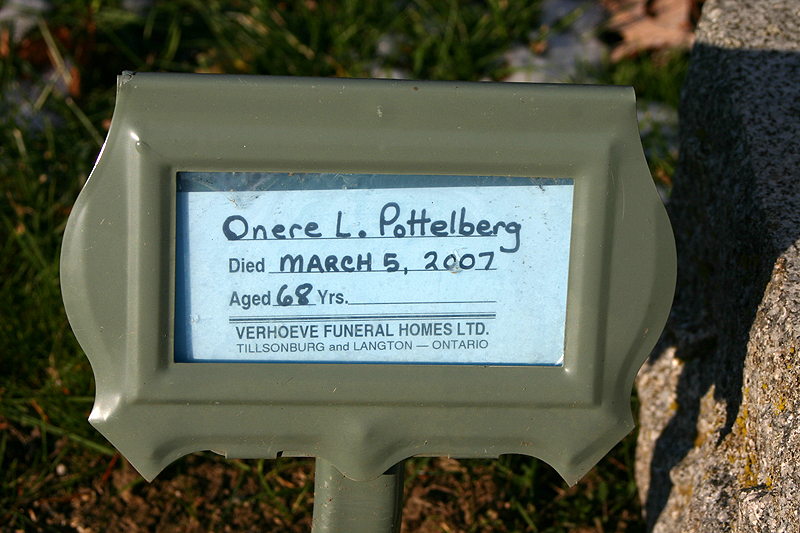 Onere L. Pottelberg
Died MARCH 5, 2007
Aged 68 Yrs.
VERHOEVE FUNERAL HOMES LTD.
TILLSONBURG and LANGTON — ONTARIO